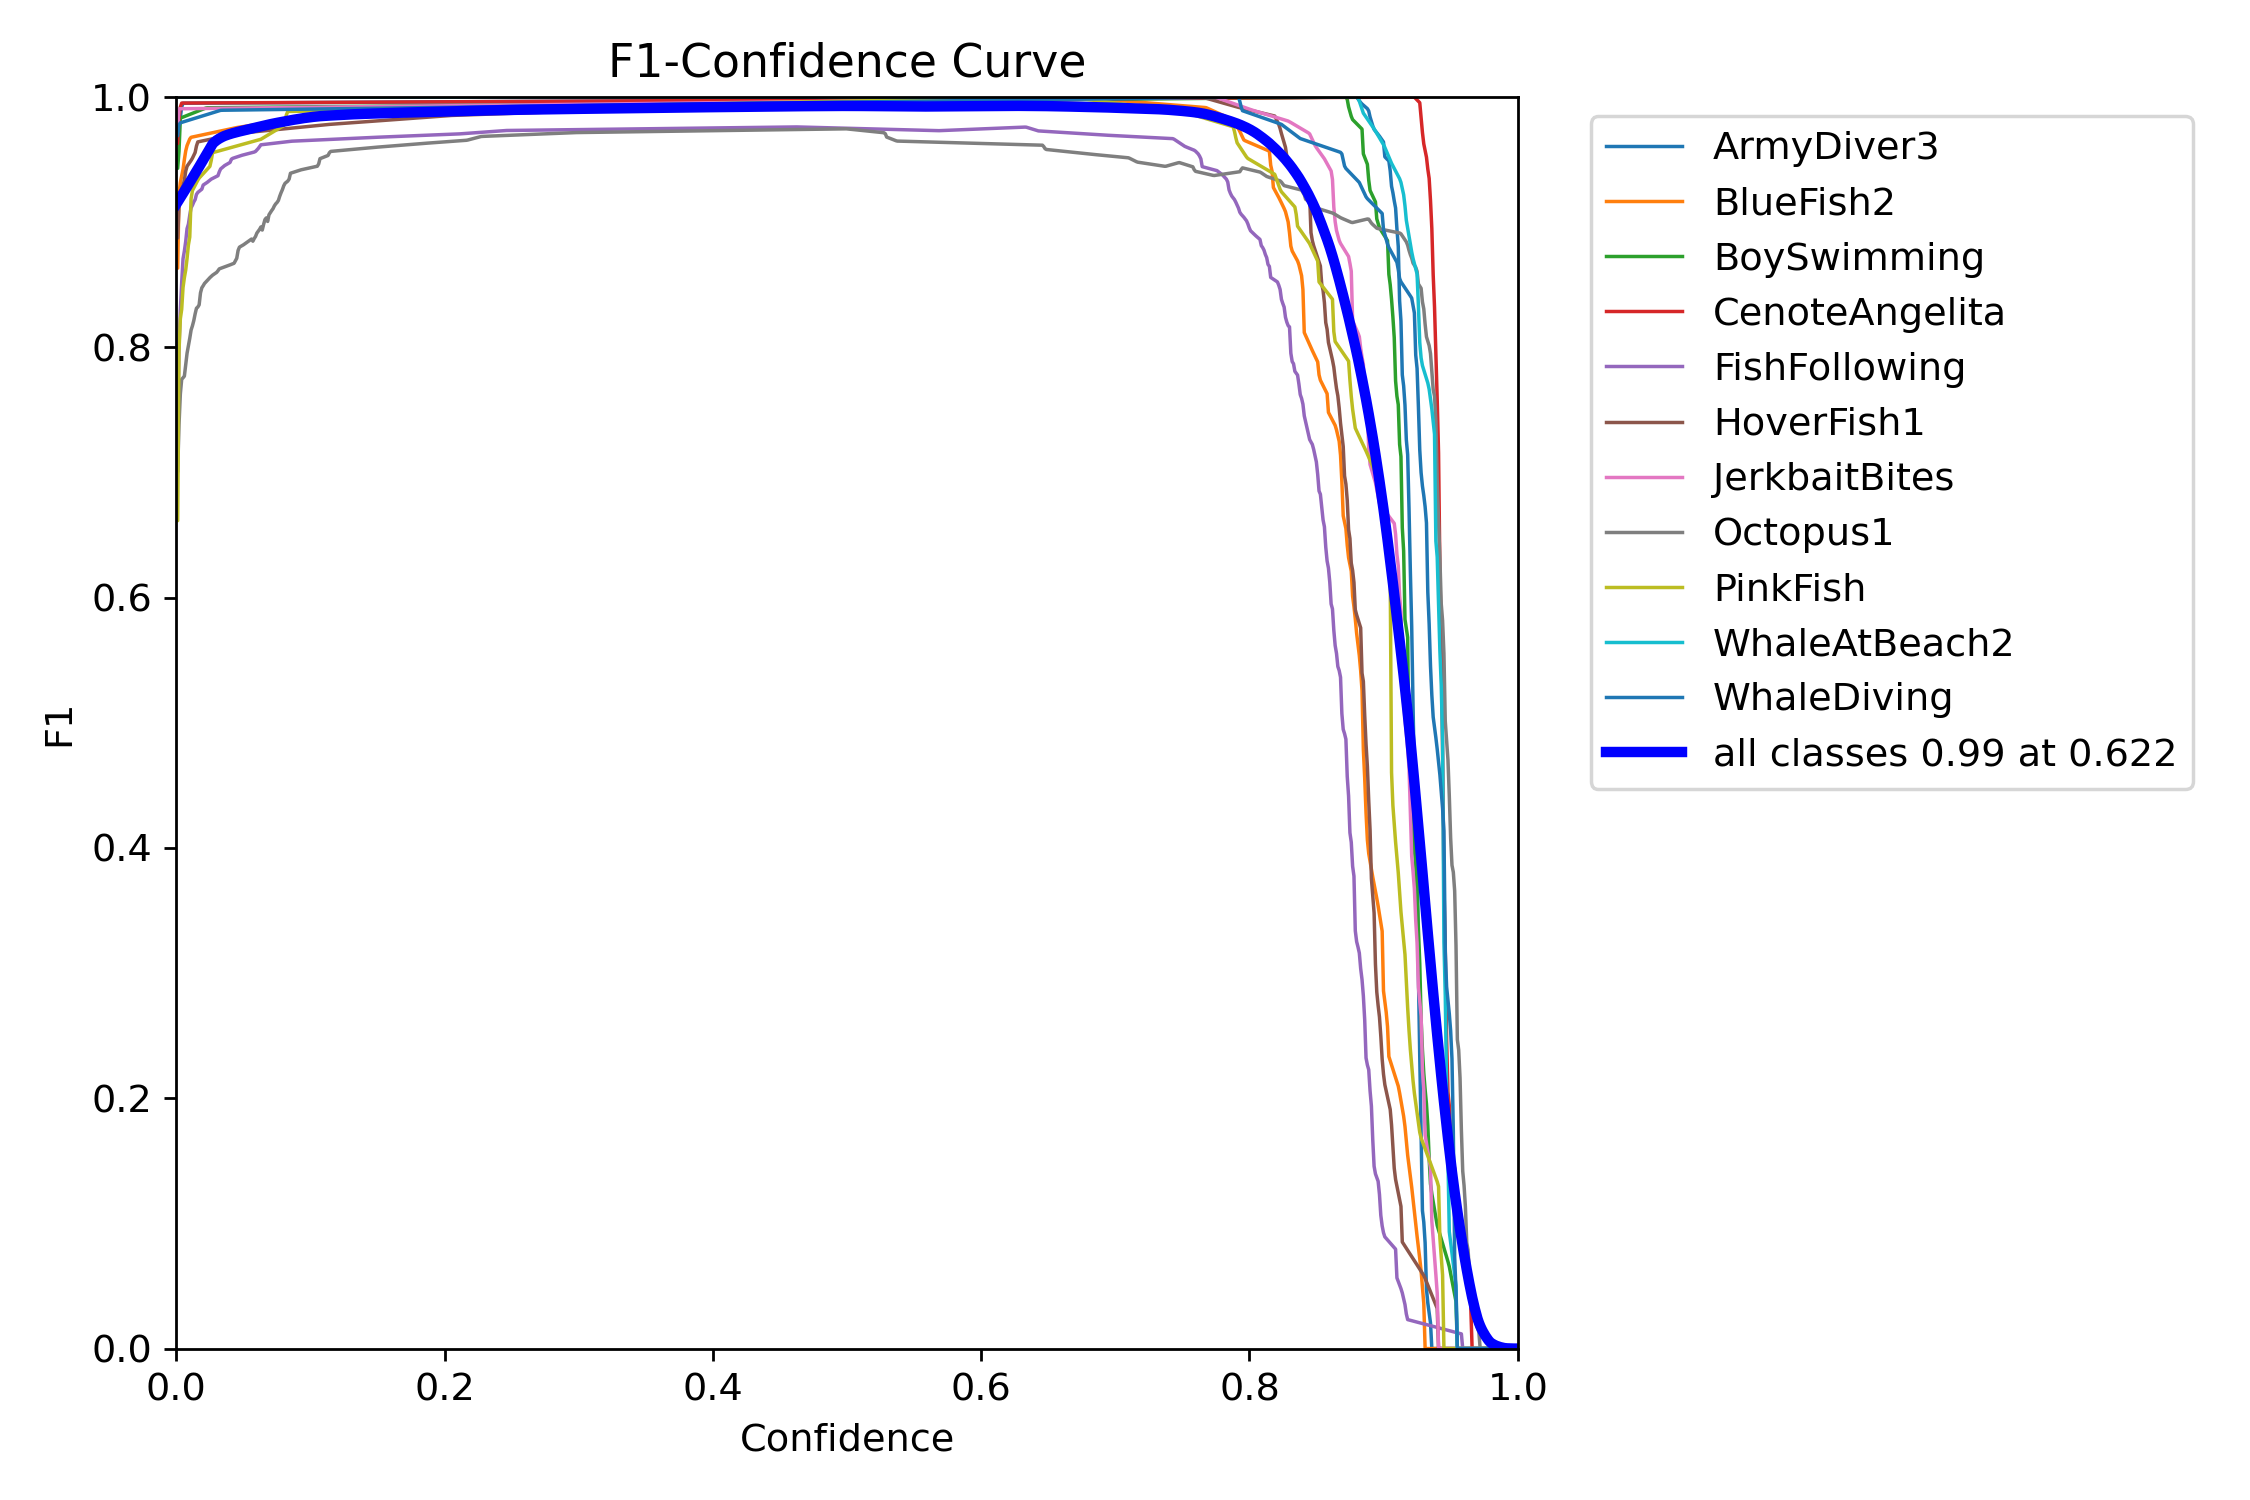 F1-Confidence Curve
1.0
0.8
0.6
0.4
0.2
0.0
F1
0.0 0.2 0.4 0.6 0.8 1.0
Confidence
ArmyDiver3
BlueFish2
BoySwimming
CenoteAngelita
FishFollowing
HoverFish1
JerkbaitBites
Octopus1
PinkFish
WhaleAtBeach2
WhaleDiving
all classes 0.99 at 0.622